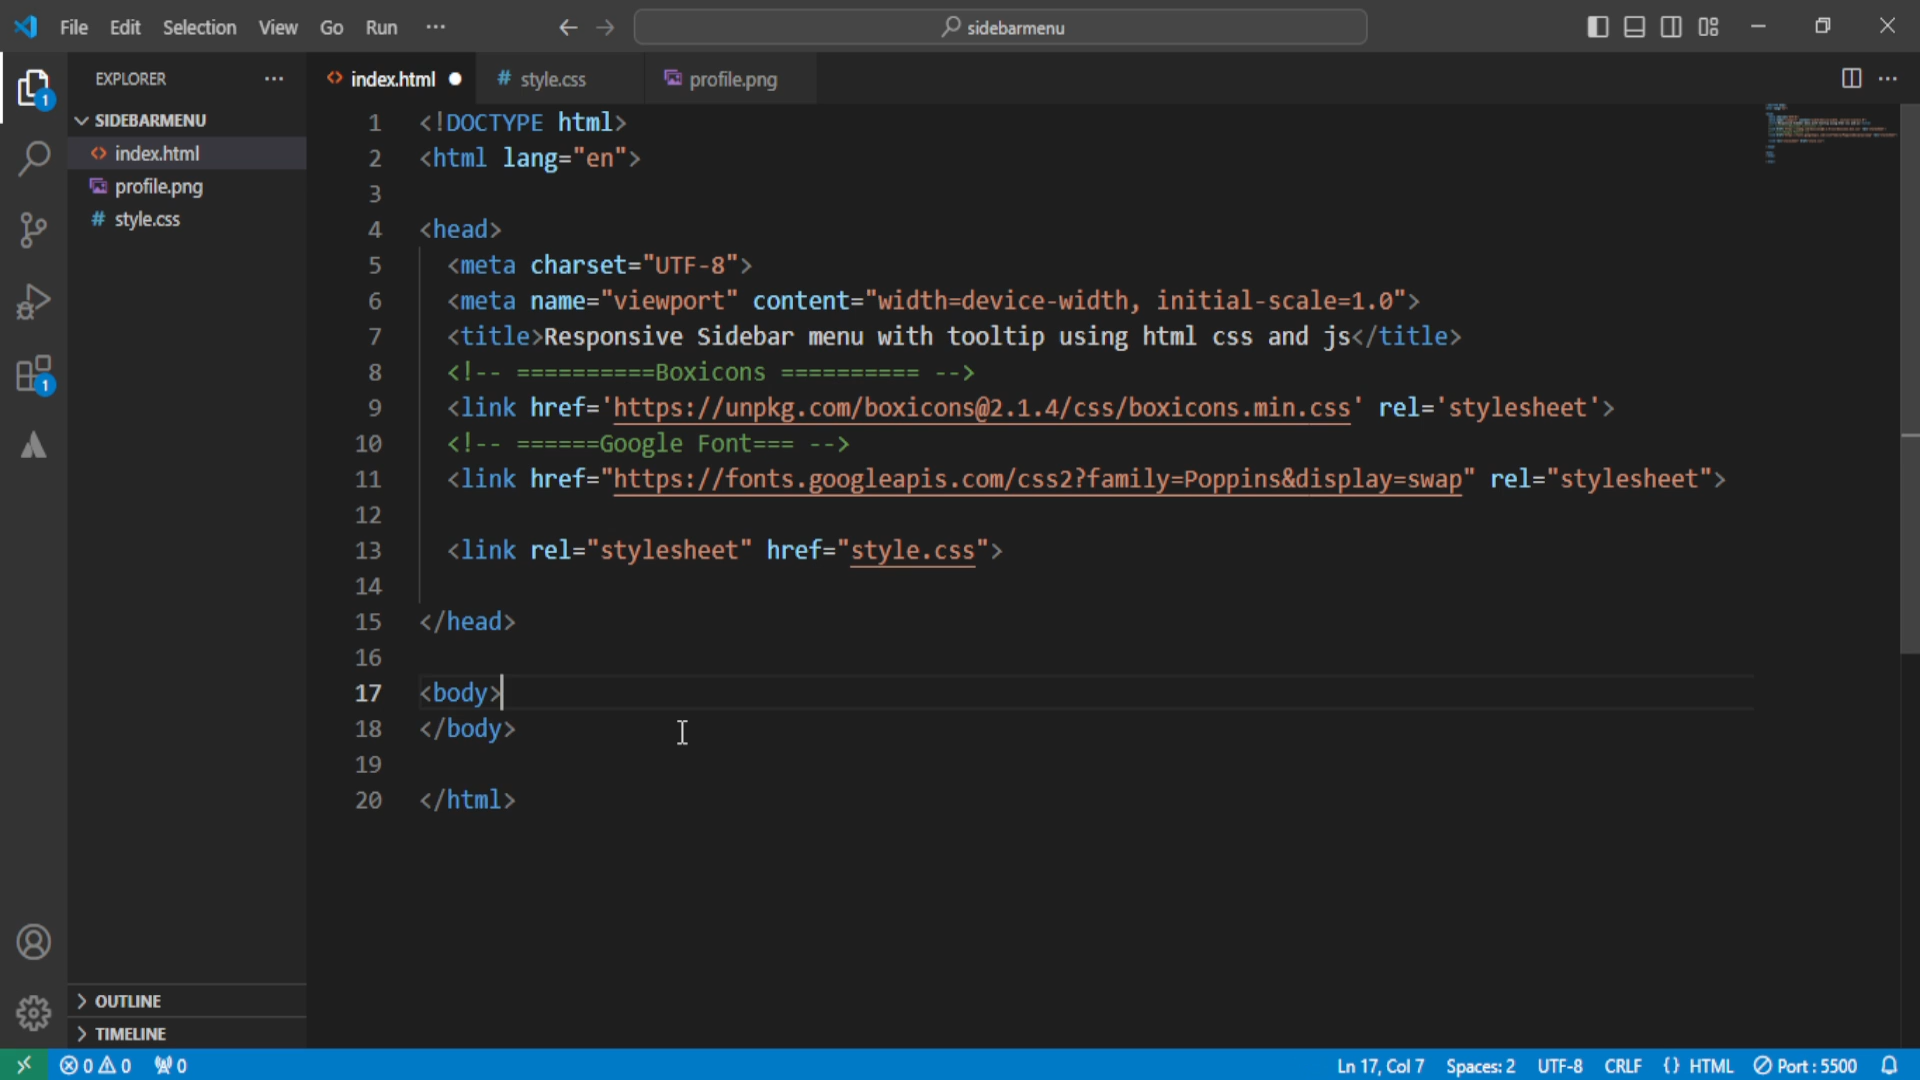 File Edit Selection View Go Run ··· sidebarmenu
EXPLORER ··· index.html # style.css profile.png ···
SIDEBARMENU
index.html
profile.png
# style.css
1 <!DOCTYPE html>
2 <html lang="en">
3
4 <head>
5 <meta charset="UTF-8">
6 <meta name="viewport" content="width=device-width, initial-scale=1.0">
7 <title>Responsive Sidebar menu with tooltip using html css and js</title>
8 <!-- ==========Boxicons ========== -->
9 <link href='https://unpkg.com/boxicons@2.1.4/css/boxicons.min.css' rel='stylesheet'>
10 <!-- ======Google Font=== -->
11 <link href="https://fonts.googleapis.com/css2?family=Poppins&display=swap" rel="stylesheet">
12
13 <link rel="stylesheet" href="style.css">
14
15 </head>
16
17 <body>
18 </body>
19
20 </html>
1
1
OUTLINE
TIMELINE
0 0 0 Ln 17, Col 7 Spaces: 2 UTF-8 CRLF {} HTML Port : 5500